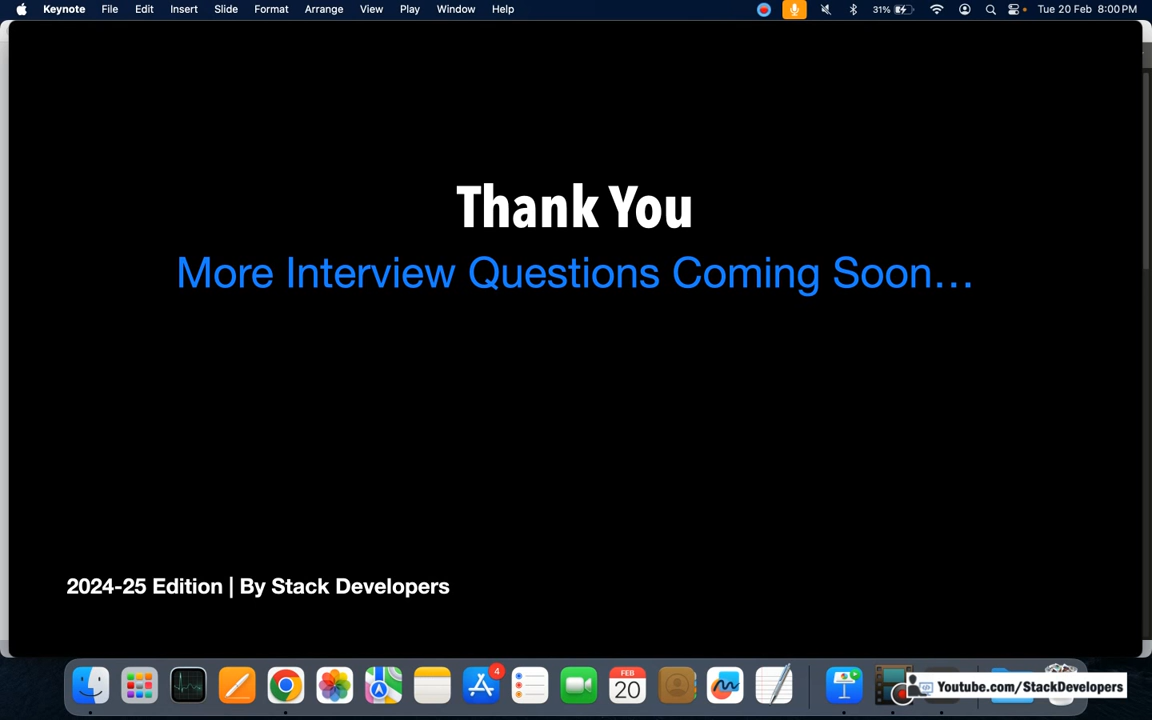 Keynote File Edit Insert Slide Format Arrange View Play Window Help 31% Tue 20 Feb 8:00 PM
Thank You
More Interview Questions Coming Soon…
2024-25 Edition | By Stack Developers
4
FEB
20
Youtube.com/StackDevelopers